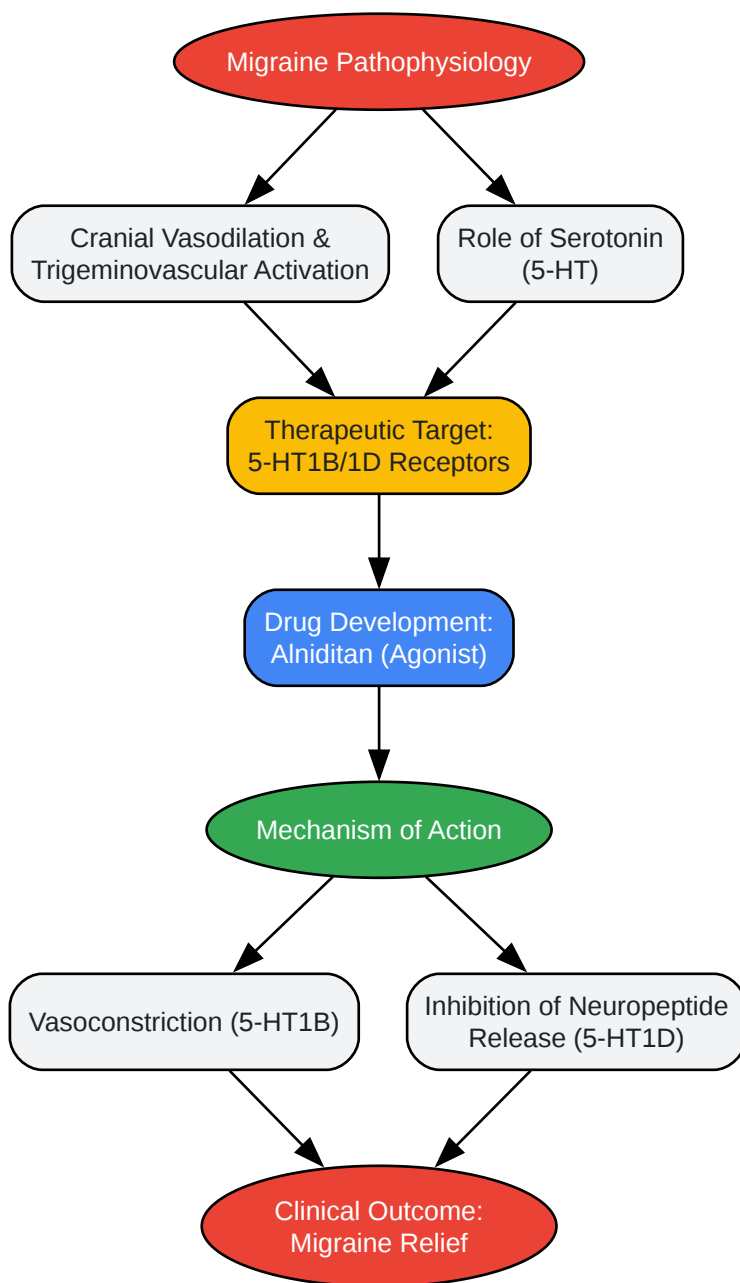 Migraine Pathophysiology
Cranial Vasodilation &
Trigeminovascular Activation
Role of Serotonin
(5-HT)
Therapeutic Target:
5-HT1B/1D Receptors
Drug Development:
Alniditan (Agonist)
Mechanism of Action
Vasoconstriction (5-HT1B)
Inhibition of Neuropeptide
Release (5-HT1D)
Clinical Outcome:
Migraine Relief